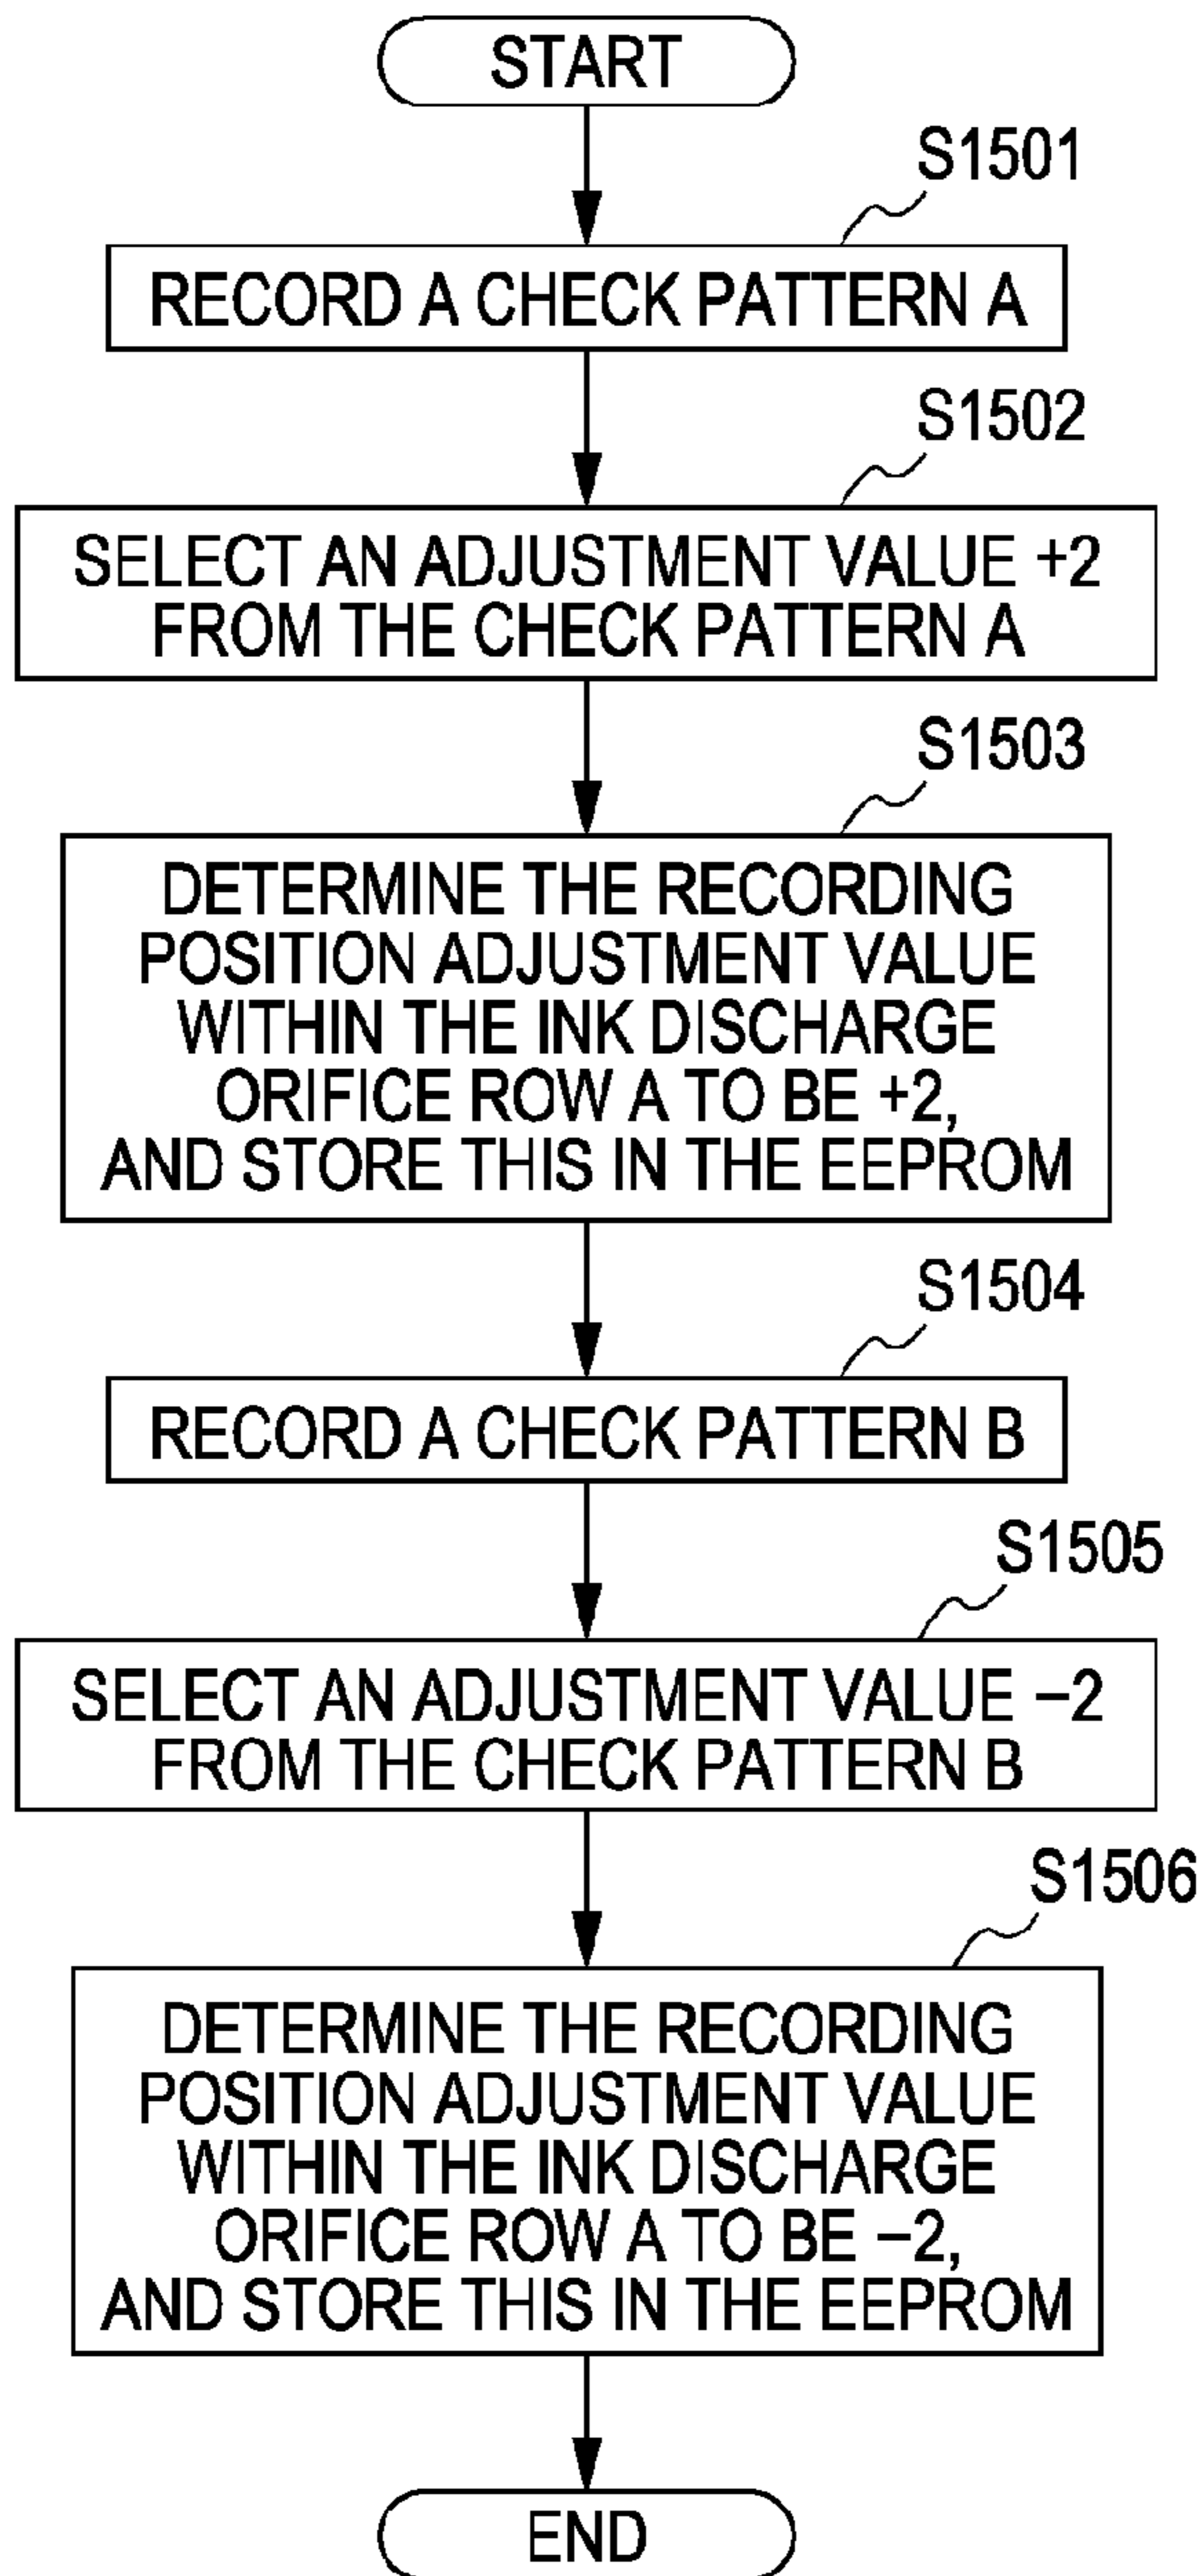 START
S1501
RECORD A CHECK PATTERN A
S1502
SELECT AN ADJUSTMENT VALUE +2
FROM THE CHECK PATTERN A
S1503
DETERMINE THE RECORDING
POSITION ADJUSTMENT VALUE
WITHIN THE INK DISCHARGE
ORIFICE ROW A TO BE +2,
AND STORE THIS IN THE EEPROM
S1504
RECORD A CHECK PATTERN B
S1505
SELECT AN ADJUSTMENT VALUE −2
FROM THE CHECK PATTERN B
S1506
DETERMINE THE RECORDING
POSITION ADJUSTMENT VALUE
WITHIN THE INK DISCHARGE
ORIFICE ROW A TO BE −2,
AND STORE THIS IN THE EEPROM
END